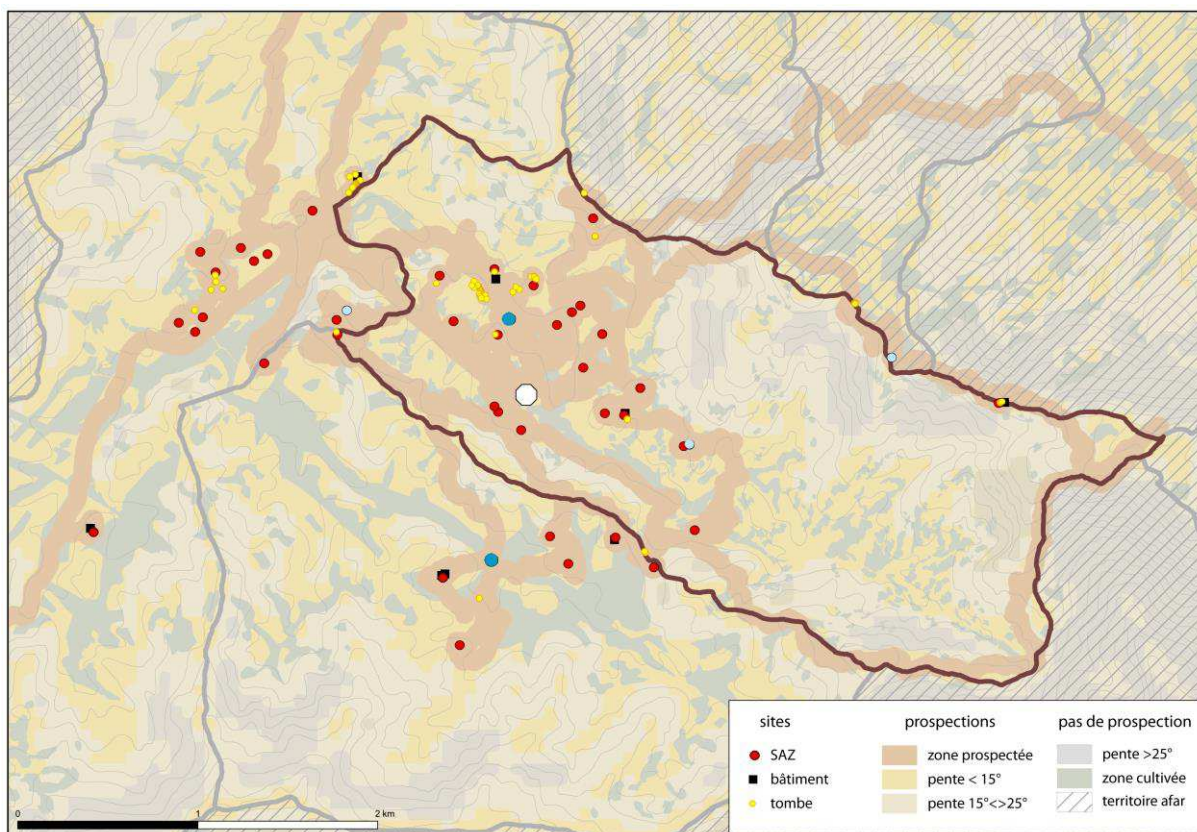 0
1
2 km
sites prospections pas de prospection
SAZ zone prospectée pente >25°
bâtiment pente < 15° zone cultivée
tombe pente 15°<>25° territoire afar